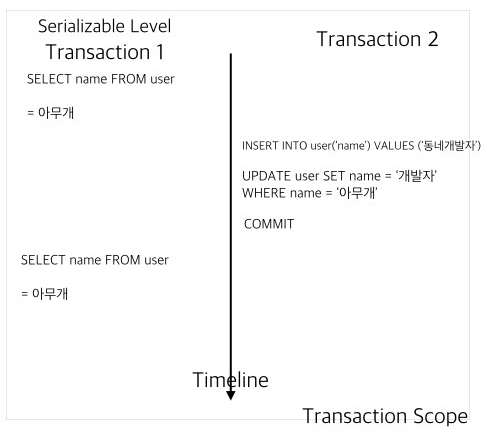 Serializable Level
Transaction 1
SELECT name FROM user
= 아무개
Transaction 2
INSERT INTO user('name') VALUES ('동네개발자')
UPDATE user SET name = '개발자'
WHERE name = '아무개'
COMMIT
SELECT name FROM user
= 아무개
Timeline
Transaction Scope